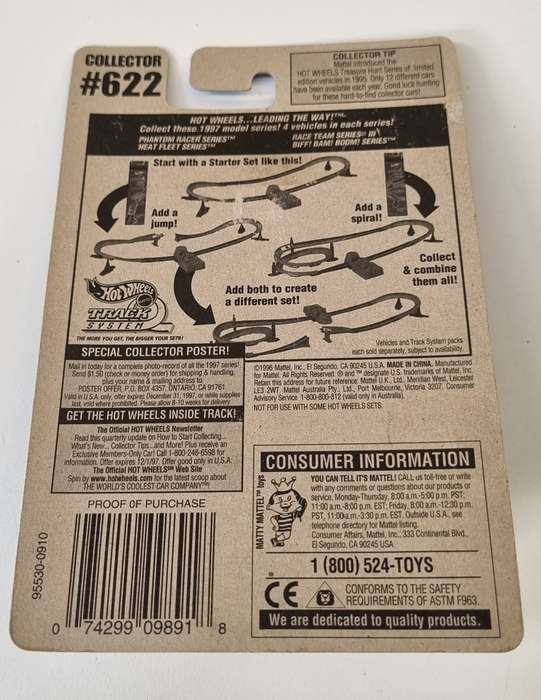 COLLECTOR
#622
COLLECTOR TIP
Mattel introduced the
HOT WHEELS Treasure Hunt Series of limited
edition vehicles in 1995. Only 12 different cars
have been available each year. Good luck hunting
for these hard-to-find collector cars!
HOT WHEELS...LEADING THE WAY!™.
Collect these 1997 model series! 4 vehicles in each series!
PHANTOM RACER SERIES™
RACE TEAM SERIES™ III
HEAT FLEET SERIES™
BIFF! BAM! BOOM! SERIES™
Start with a Starter Set like this!
Add a
jump!
Add a
spiral!
Collect
& combine
them all!
Add both to create
a different set!
HOT WHEELS
TRACK
SYSTEM
THE MORE YOU GET, THE BIGGER YOUR SETS!
Vehicles and Track System packs
each sold separately, subject to availability.
SPECIAL COLLECTOR POSTER!
Mail in today for a complete photo-record of all the 1997 series!
Send $1.50 (check or money order) for shipping & handling,
plus your name & mailing address to
POSTER OFFER, P.O. BOX 4357, ONTARIO, CA 91761
Valid in U.S.A. only, offer expires December 31, 1997, or while supplies
last, void where prohibited. Please allow 8-10 weeks for delivery.
GET THE HOT WHEELS INSIDE TRACK!
The Official HOT WHEELS Newsletter
Read this quarterly update on How to Start Collecting...
What's New... Collector Tips...and More! Plus receive an
Exclusive Members-Only Car! Call 1-800-246-6598 for
information. Offer expires 12/1/97. Offer good only in U.S.A.
The Official HOT WHEELS™ Web Site
Spin by www.hotwheels.com for the latest scoop about
THE WORLD'S COOLEST CAR COMPANY™!
©1996 Mattel, Inc., El Segundo, CA 90245 U.S.A. MADE IN CHINA. Manufactured
for Mattel. All Rights Reserved. ® and ™ designate U.S. trademarks of Mattel, Inc.
Retain this address for future reference: Mattel U.K., Ltd., Meridian West, Leicester
LE3 2WT. Mattel Australia Pty., Ltd., Port Melbourne, Victoria 3207. Consumer
Advisory Service 1-800-800-812 (valid only in Australia).
NOT FOR USE WITH SOME HOT WHEELS SETS.
CONSUMER INFORMATION
MATTY MATTEL™ toys
YOU CAN TELL IT'S MATTEL! CALL us toll-free or write
with any comments or questions about our products or
service, Monday-Thursday, 8:00 a.m.-5:00 p.m. PST,
11:00 a.m.-8:00 p.m. EST; Friday, 8:00 a.m.-12:30 p.m.
PST, 11:00a.m.-3:30 p.m. EST. Outside U.S.A., see
telephone directory for Mattel listing.
Consumer Affairs, Mattel, Inc., 333 Continental Blvd.,
El Segundo, CA 90245 USA
1 (800) 524-TOYS
CE
CONFORMS TO THE SAFETY
REQUIREMENTS OF ASTM F963.
We are dedicated to quality products.
PROOF OF PURCHASE
95530-0910
0 74299 09891 8